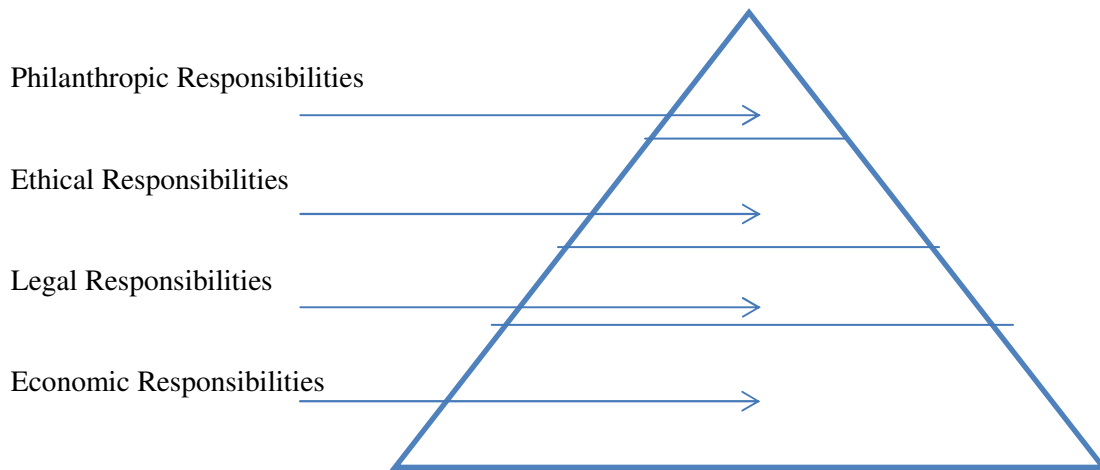 Philanthropic Responsibilities
Ethical Responsibilities
Legal Responsibilities
Economic Responsibilities